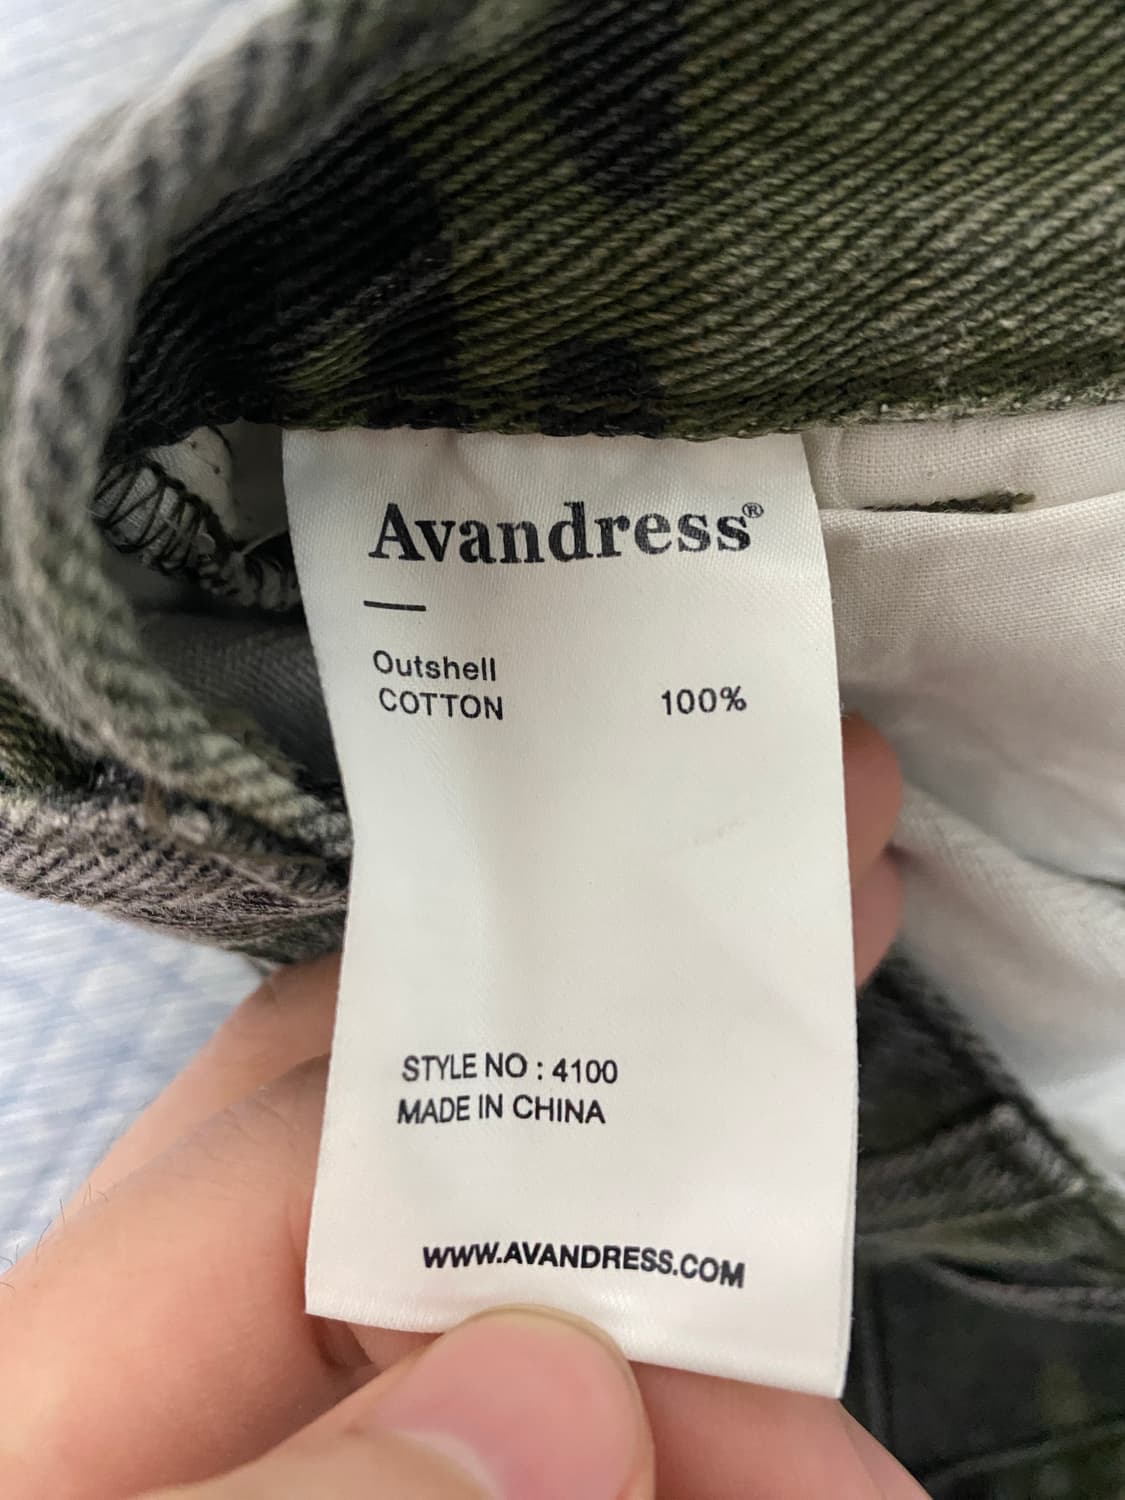 Avandress®
Outshell
COTTON 100%
STYLE NO : 4100
MADE IN CHINA
WWW.AVANDRESS.COM